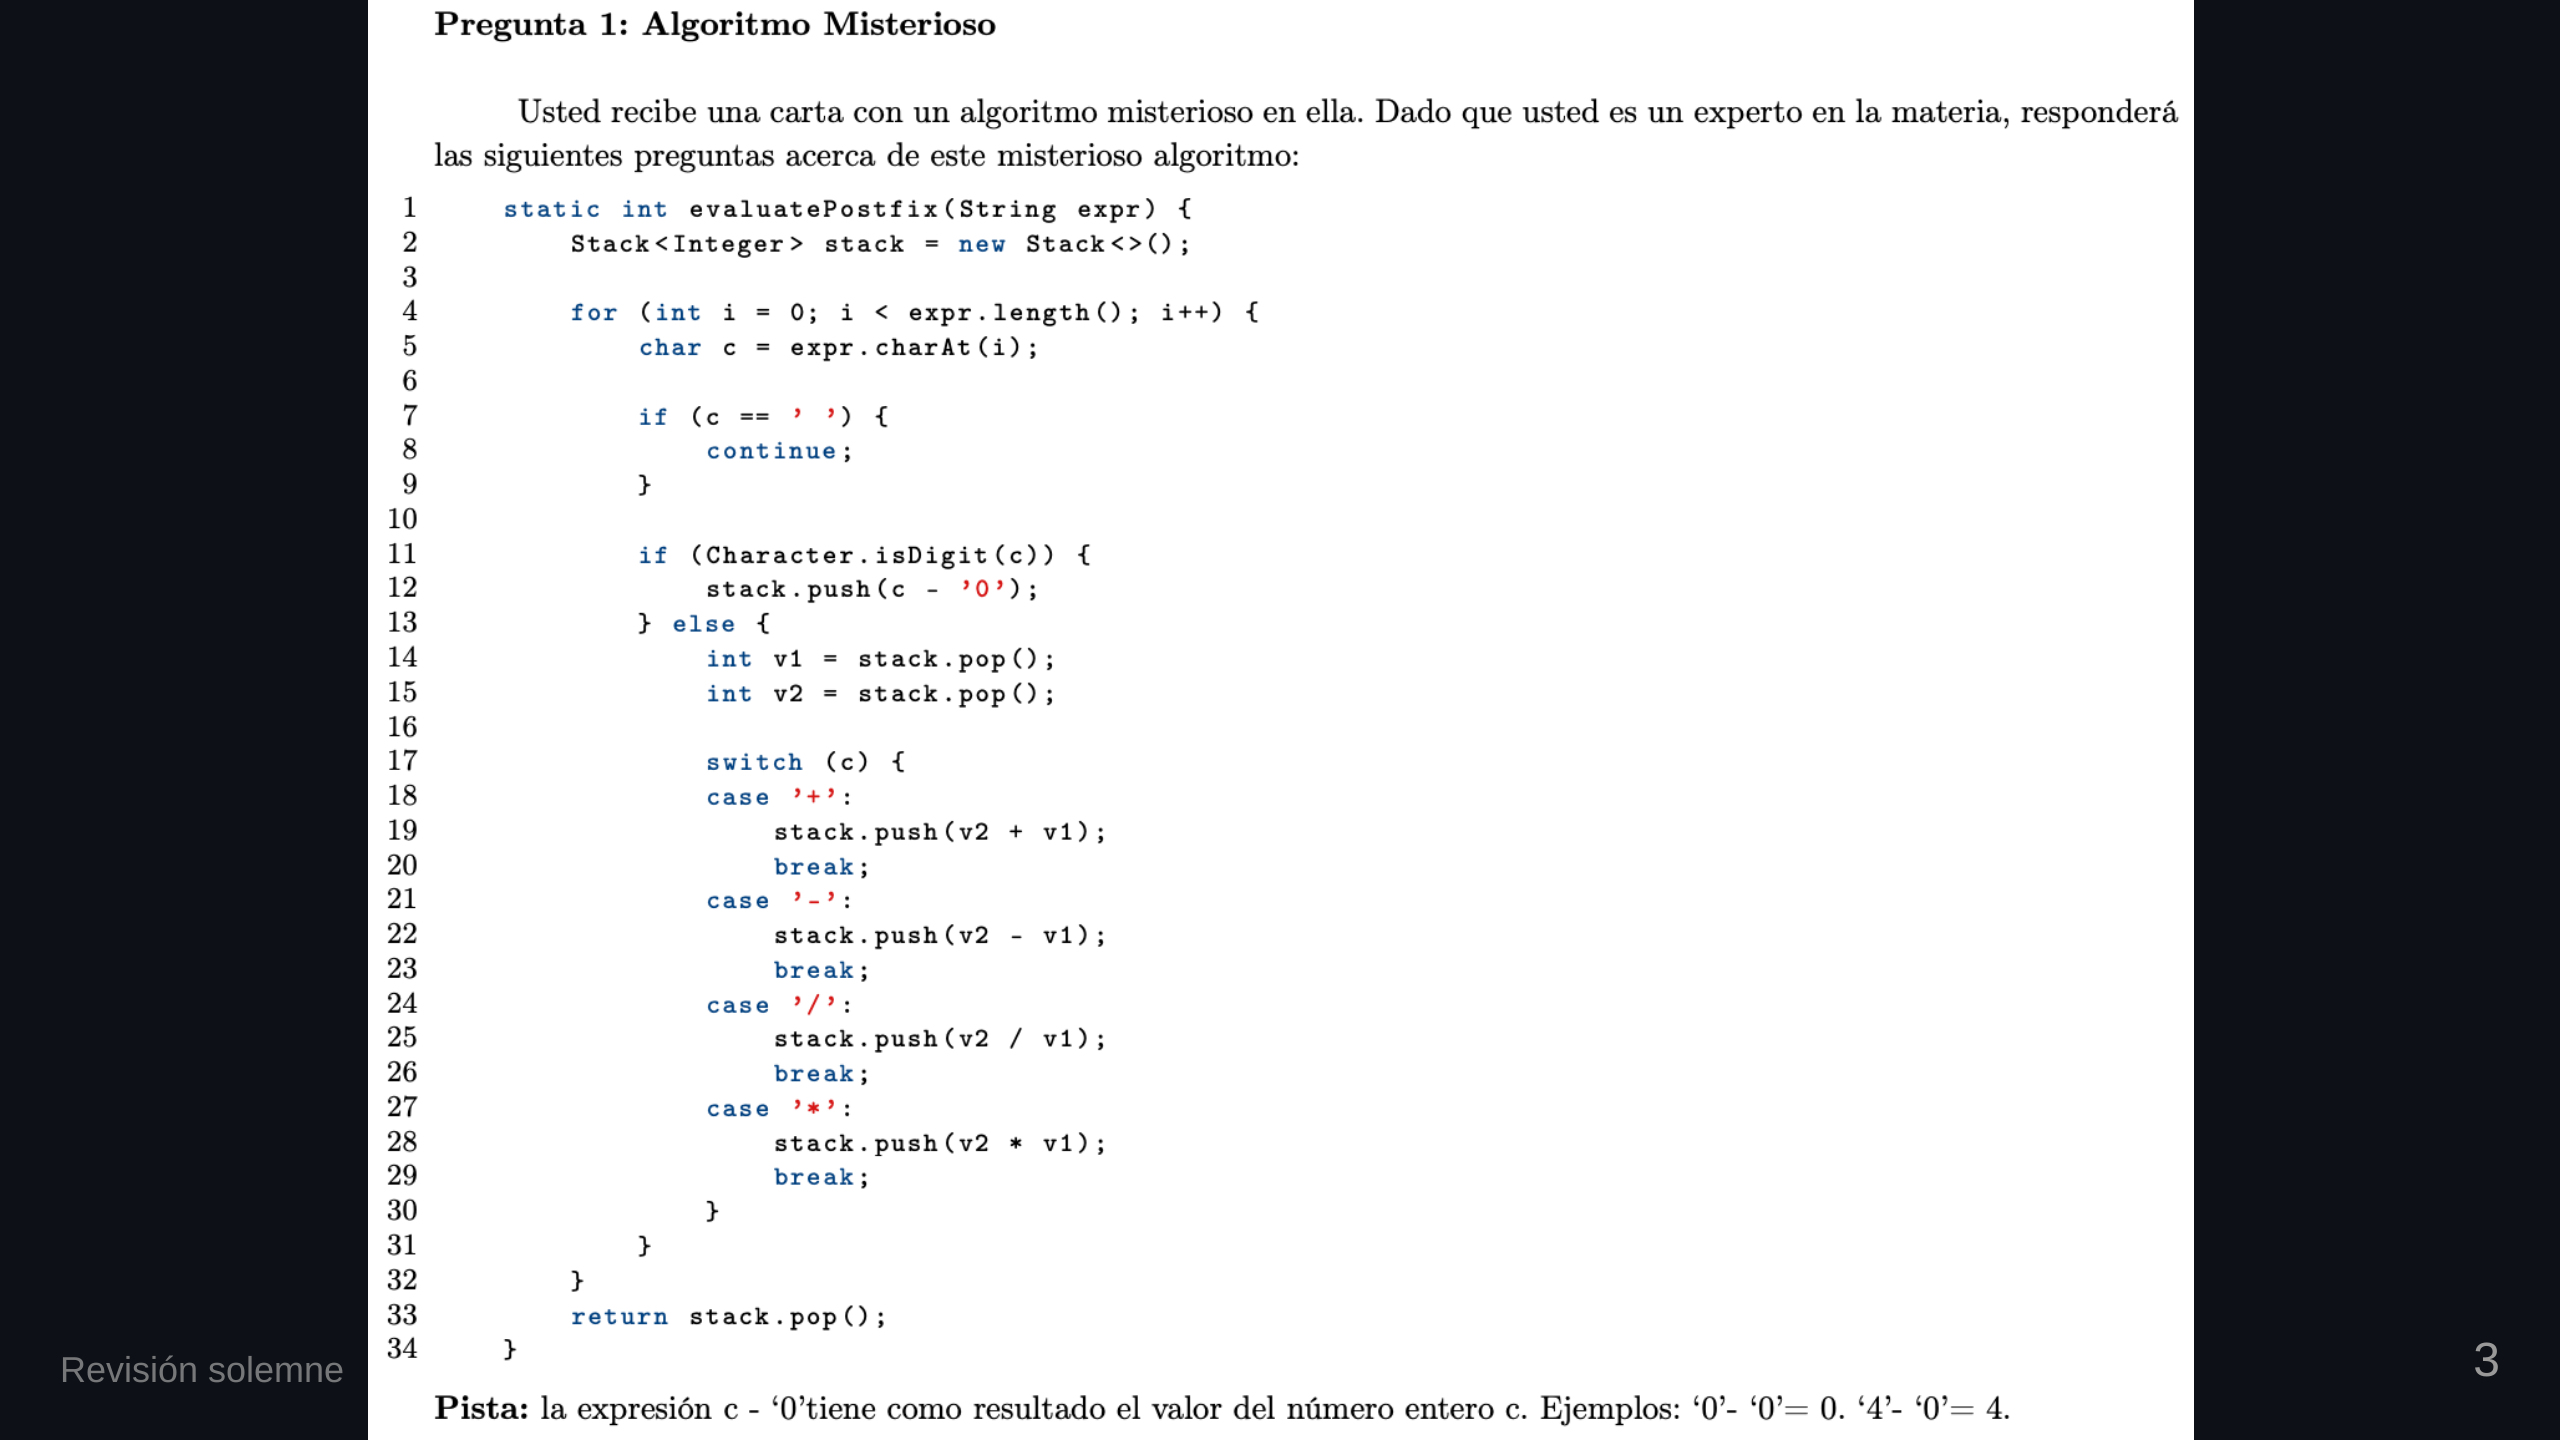 Pregunta 1: Algoritmo Misterioso
Usted recibe una carta con un algoritmo misterioso en ella. Dado que usted es un experto en la materia, responderá
las siguientes preguntas acerca de este misterioso algoritmo:
1 static int evaluatePostfix(String expr) {
2 Stack<Integer> stack = new Stack<>();
3
4 for (int i = 0; i < expr.length(); i++) {
5 char c = expr.charAt(i);
6
7 if (c == ' ') {
8 continue;
9 }
10
11 if (Character.isDigit(c)) {
12 stack.push(c - '0');
13 } else {
14 int v1 = stack.pop();
15 int v2 = stack.pop();
16
17 switch (c) {
18 case '+':
19 stack.push(v2 + v1);
20 break;
21 case '-':
22 stack.push(v2 - v1);
23 break;
24 case '/':
25 stack.push(v2 / v1);
26 break;
27 case '*':
28 stack.push(v2 * v1);
29 break;
30 }
31 }
32 }
33 return stack.pop();
34 }
Pista: la expresión c - ‘0’tiene como resultado el valor del número entero c. Ejemplos: ‘0’- ‘0’= 0. ‘4’- ‘0’= 4.
Revisión solemne
3